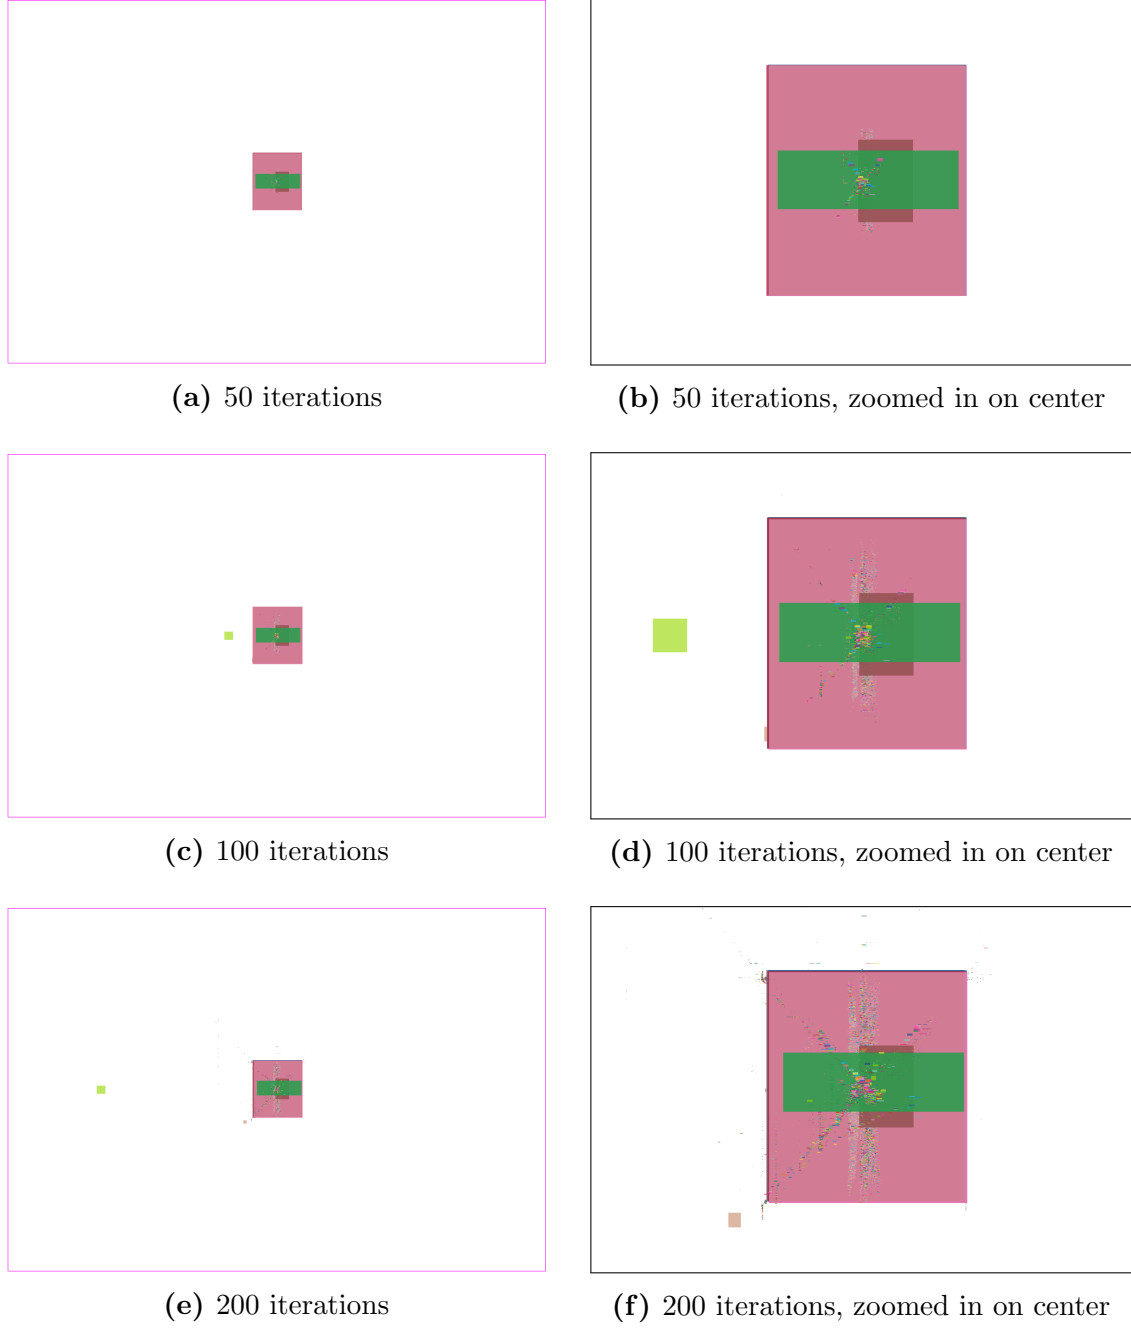 (a) 50 iterations
(b) 50 iterations, zoomed in on center
(c) 100 iterations
(d) 100 iterations, zoomed in on center
(e) 200 iterations
(f) 200 iterations, zoomed in on center